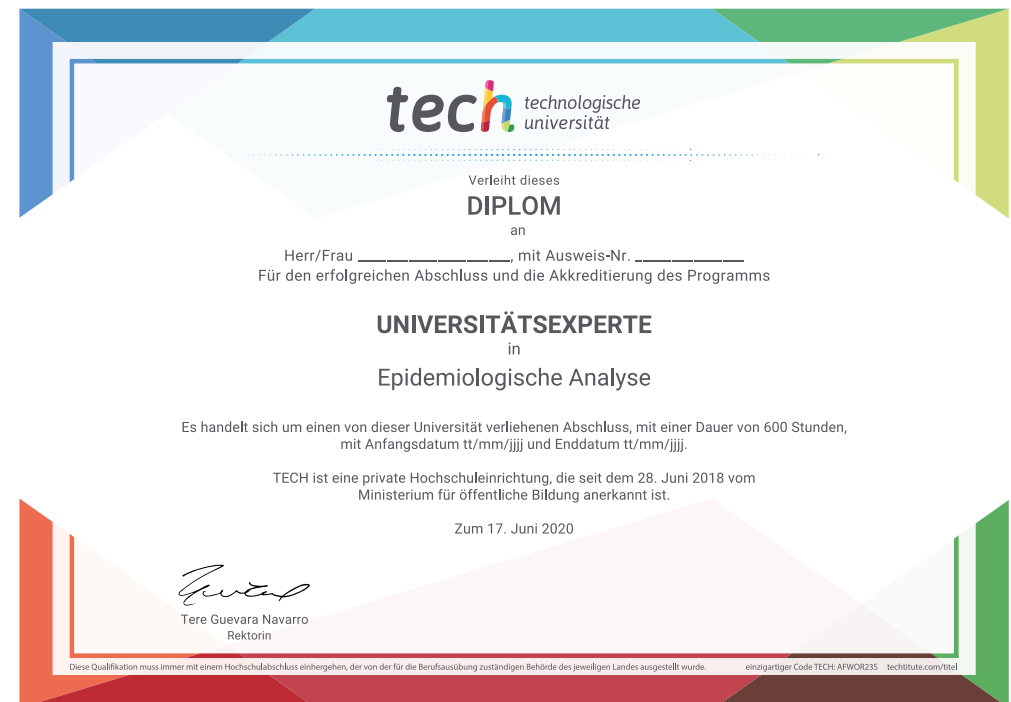 tech technologische
universität
Verleiht dieses
DIPLOM
an
Herr/Frau ____________________, mit Ausweis-Nr. ______________
Für den erfolgreichen Abschluss und die Akkreditierung des Programms
UNIVERSITÄTSEXPERTE
in
Epidemiologische Analyse
Es handelt sich um einen von dieser Universität verliehenen Abschluss, mit einer Dauer von 600 Stunden,
mit Anfangsdatum tt/mm/jjjj und Enddatum tt/mm/jjjj.
TECH ist eine private Hochschuleinrichtung, die seit dem 28. Juni 2018 vom
Ministerium für öffentliche Bildung anerkannt ist.
Zum 17. Juni 2020
Tere Guevara Navarro
Rektorin
Diese Qualifikation muss immer mit einem Hochschulabschluss einhergehen, der von der für die Berufsausübung zuständigen Behörde des jeweiligen Landes ausgestellt wurde. einzigartiger Code TECH: AFWOR23S techtitute.com/titel